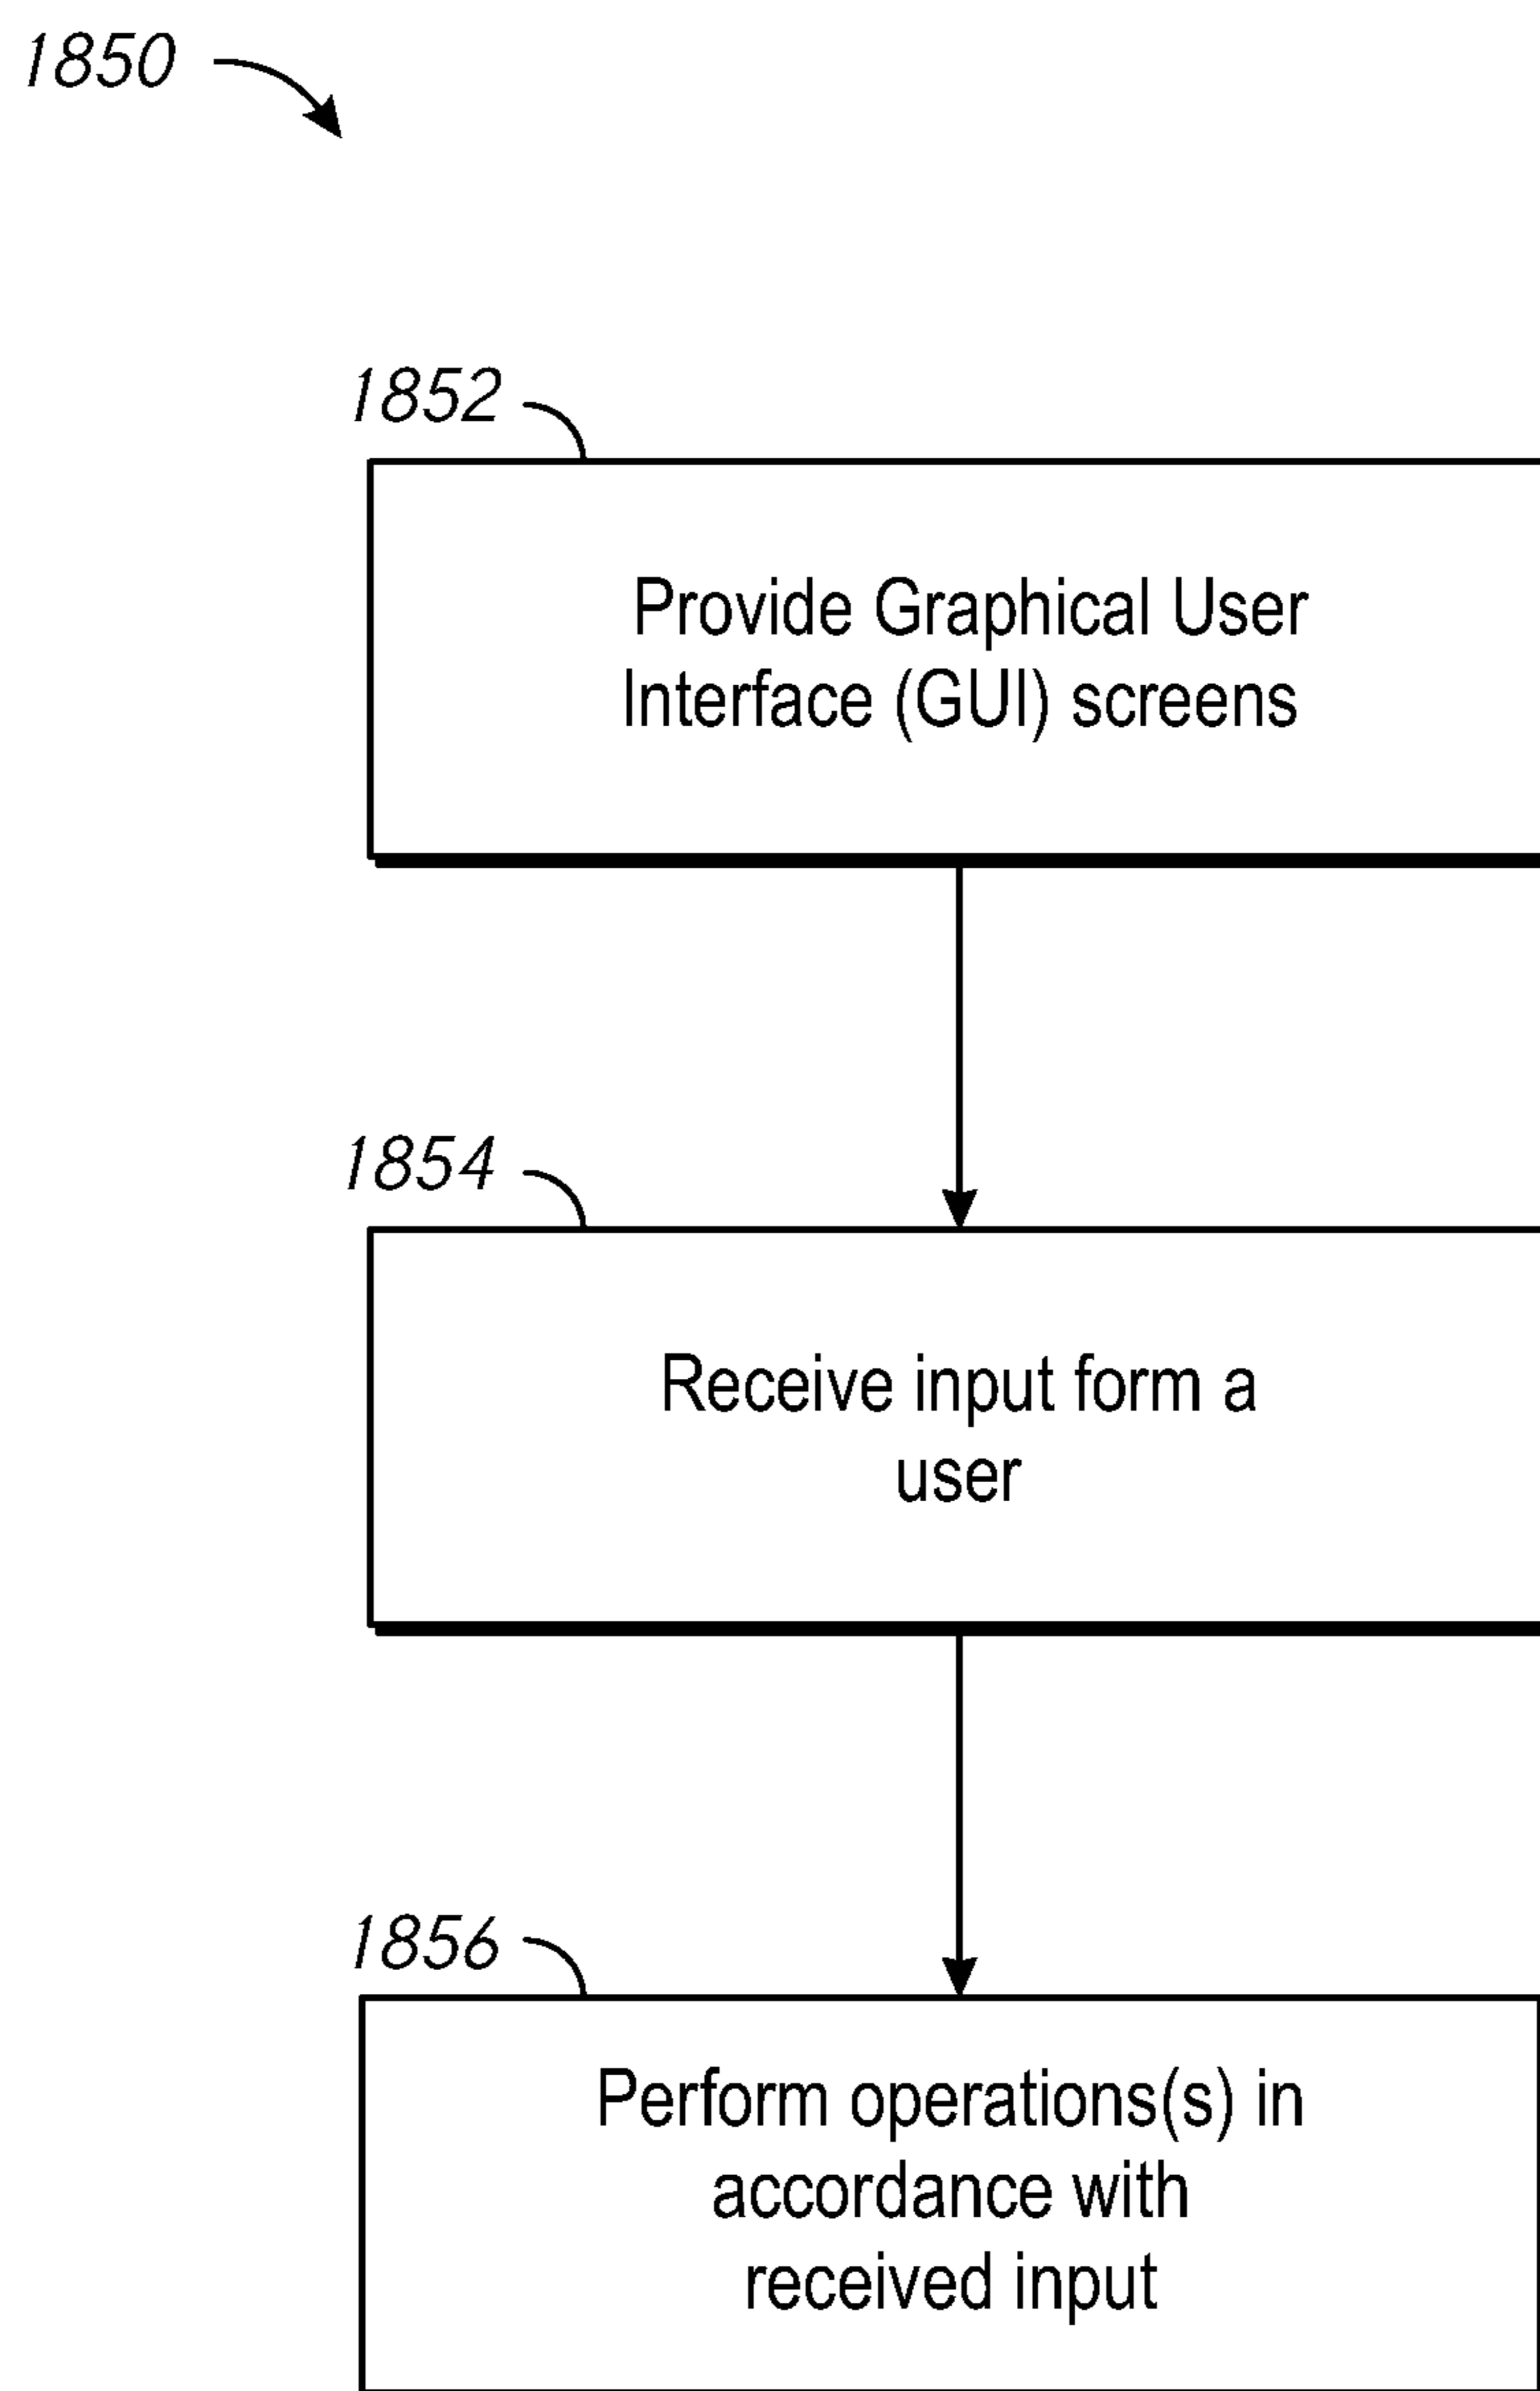 1850
1852
Provide Graphical User
Interface (GUI) screens
1854
Receive input form a
user
1856
Perform operations(s) in
accordance with
received input